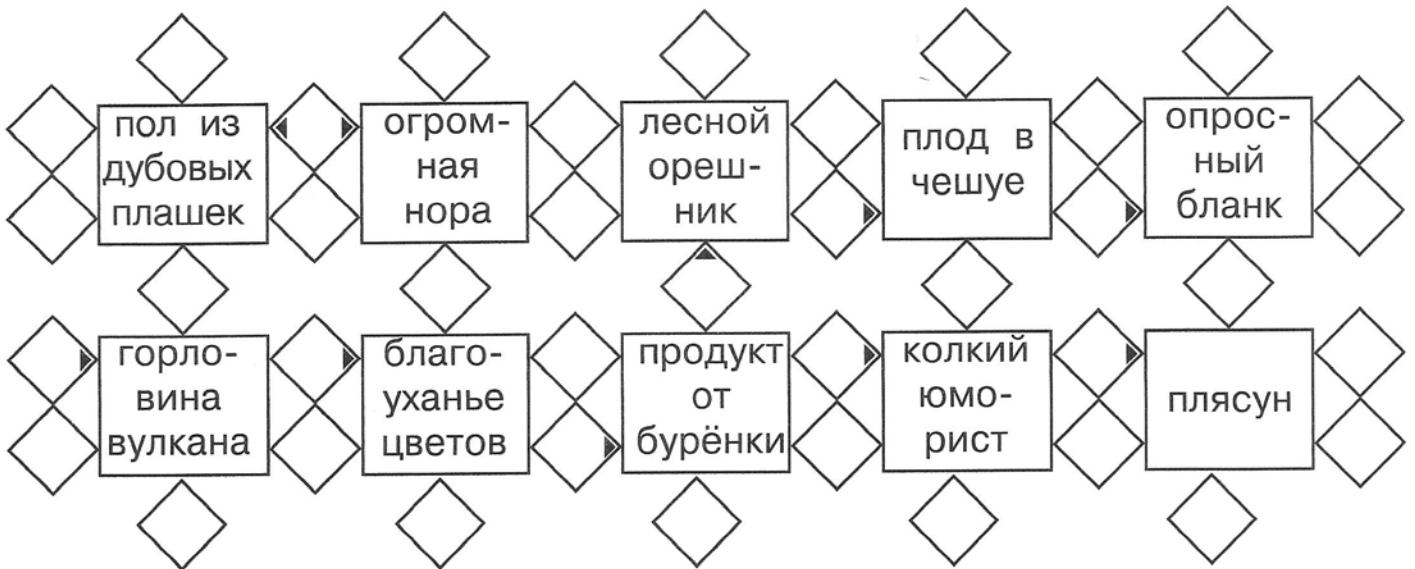 пол из
дубовых
плашек
огром-
ная
нора
лесной
ореш-
ник
плод в
чешуе
опрос-
ный
бланк
горло-
вина
вулкана
благо-
уханье
цветов
продукт
от
бурёнки
колкий
юмо-
рист
плясун